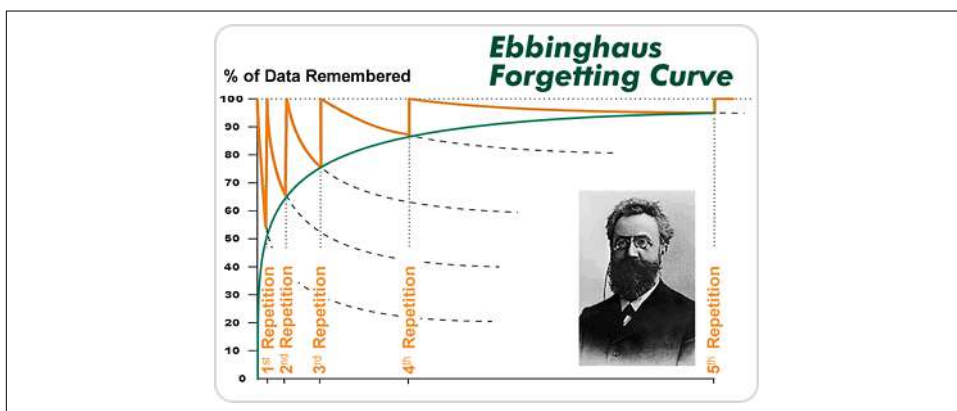 Ebbinghaus
Forgetting Curve
% of Data Remembered
100
90
80
70
60
50
40
30
20
10
0
1st Repetition
2nd Repetition
3rd Repetition
4th Repetition
5th Repetition